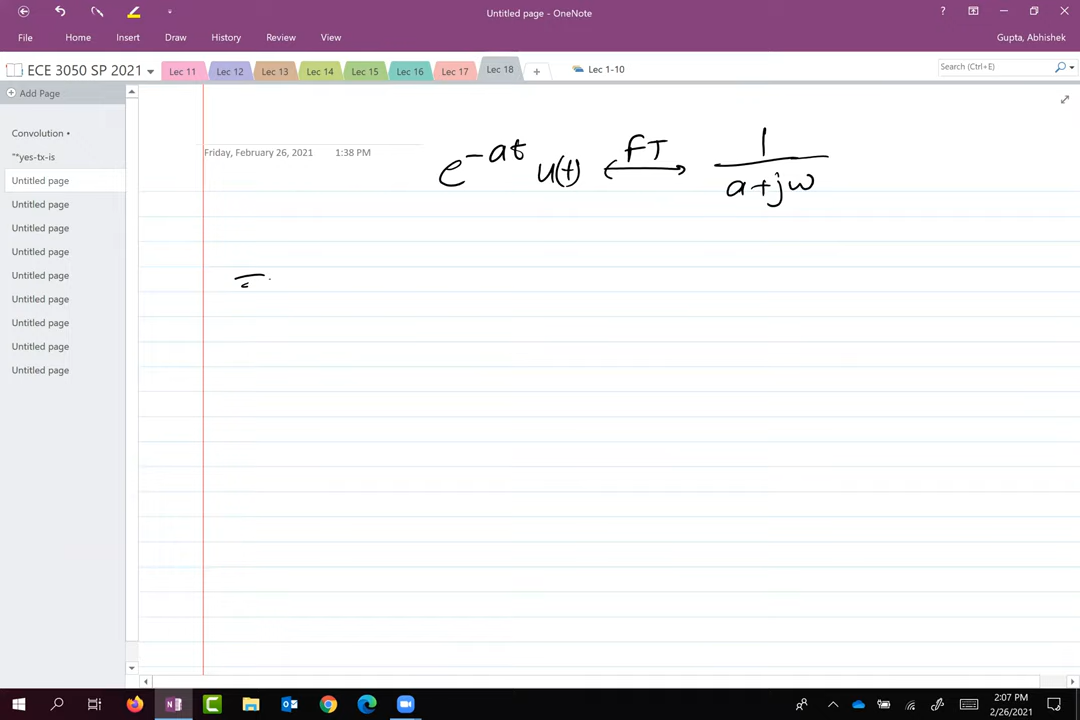 Untitled page - OneNote
?
Gupta, Abhishek
File Home Insert Draw History Review View
ECE 3050 SP 2021 Lec 11 Lec 12 Lec 13 Lec 14 Lec 15 Lec 16 Lec 17 Lec 18 + Lec 1-10 Search (Ctrl+E)
Add Page
Convolution •
"*yes-tx-is
Untitled page
Untitled page
Untitled page
Untitled page
Untitled page
Untitled page
Untitled page
Untitled page
Untitled page
Friday, February 26, 2021 1:38 PM
e^{-at} u(t) \overset{FT}{\longleftrightarrow} \frac{1}{a+jω}
2:07 PM
2/26/2021